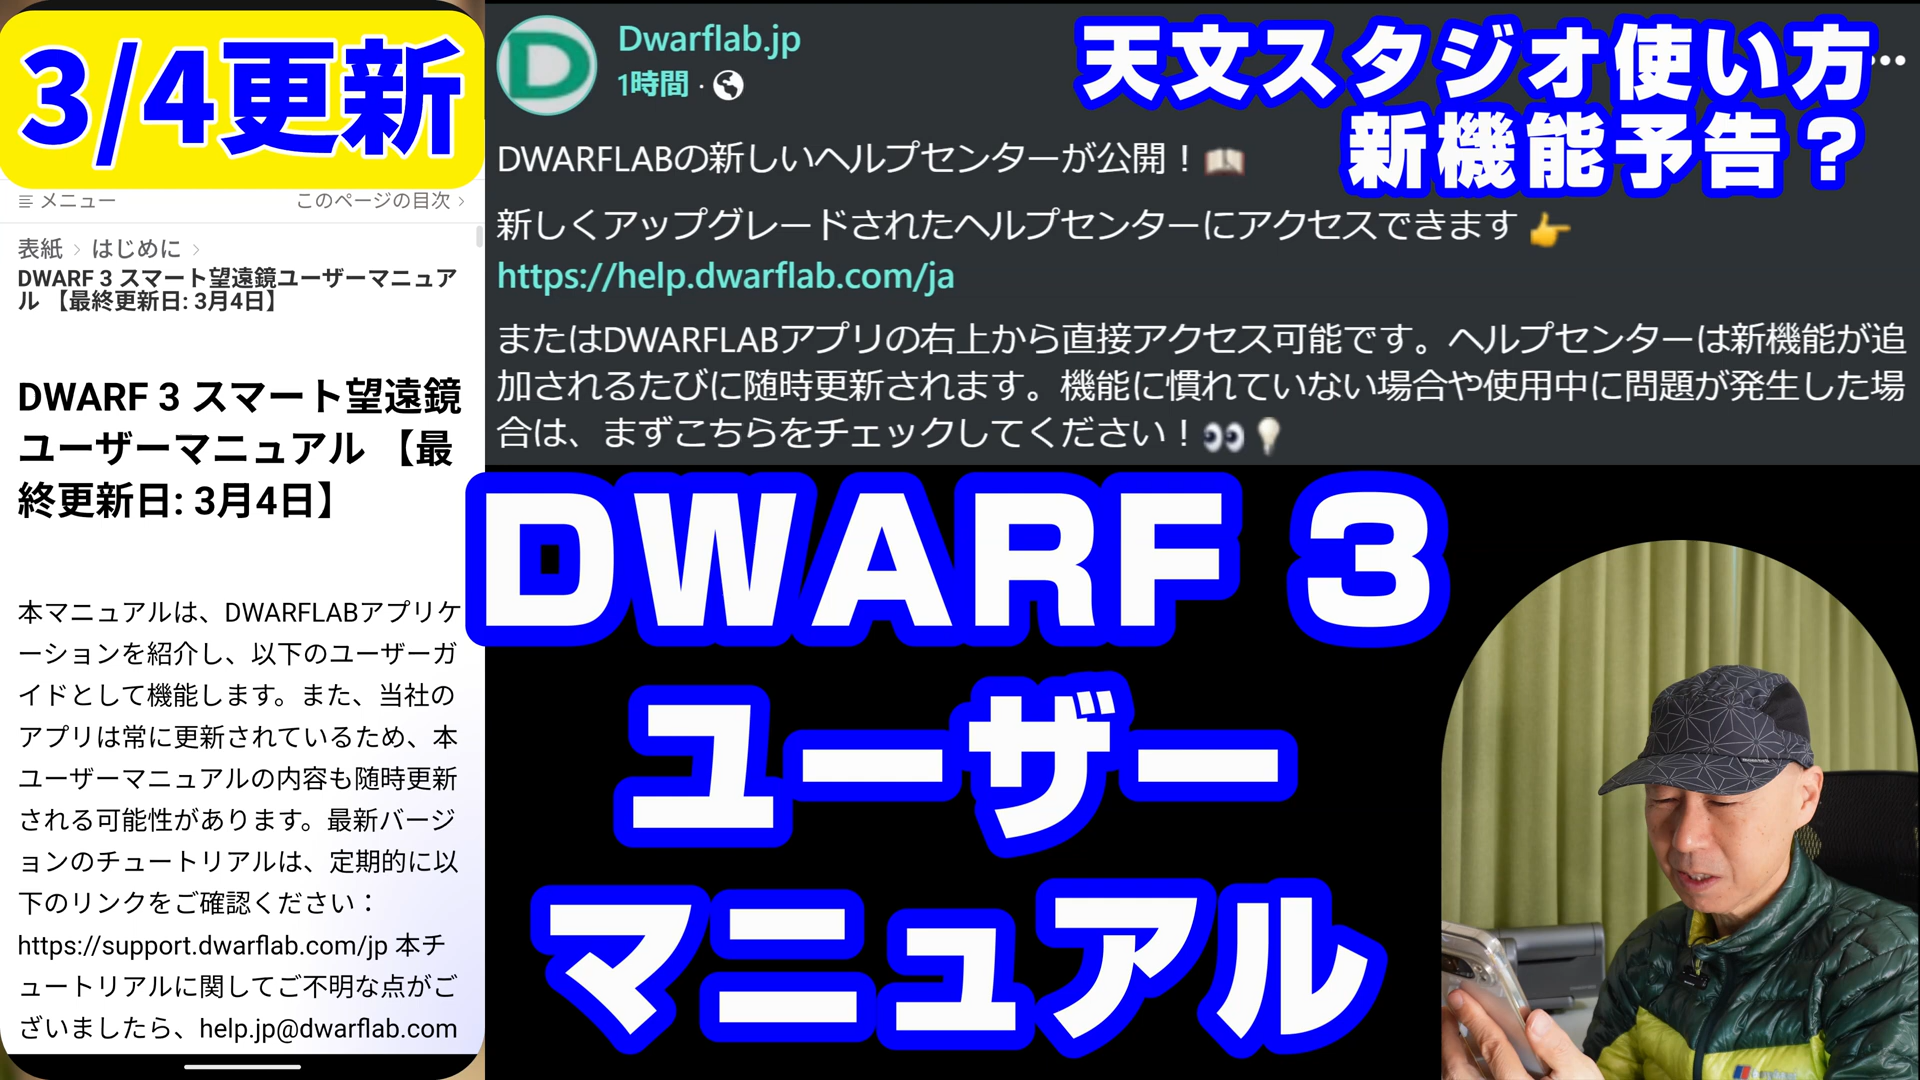 3/4更新
メニュー
このページの目次
表紙 > はじめに >
DWARF 3 スマート望遠鏡ユーザーマニュア
ル 【最終更新日: 3月4日】
DWARF 3 スマート望遠鏡
ユーザーマニュアル 【最
終更新日: 3月4日】
本マニュアルは、DWARFLABアプリケ
ーションを紹介し、以下のユーザーガ
イドとして機能します。また、当社の
アプリは常に更新されているため、本
ユーザーマニュアルの内容も随時更新
される可能性があります。最新バージ
ョンのチュートリアルは、定期的に以
下のリンクをご確認ください：
https://support.dwarflab.com/jp 本チ
ュートリアルに関してご不明な点がご
ざいましたら、help.jp@dwarflab.com
D
Dwarflab.jp
1時間 ·
天文スタジオ使い方
新機能予告？
DWARFLABの新しいヘルプセンターが公開！📖
新しくアップグレードされたヘルプセンターにアクセスできます 👉
https://help.dwarflab.com/ja
またはDWARFLABアプリの右上から直接アクセス可能です。ヘルプセンターは新機能が追
加されるたびに随時更新されます。機能に慣れていない場合や使用中に問題が発生した場
合は、まずこちらをチェックしてください！👀💡
DWARF 3
ユーザー
マニュアル